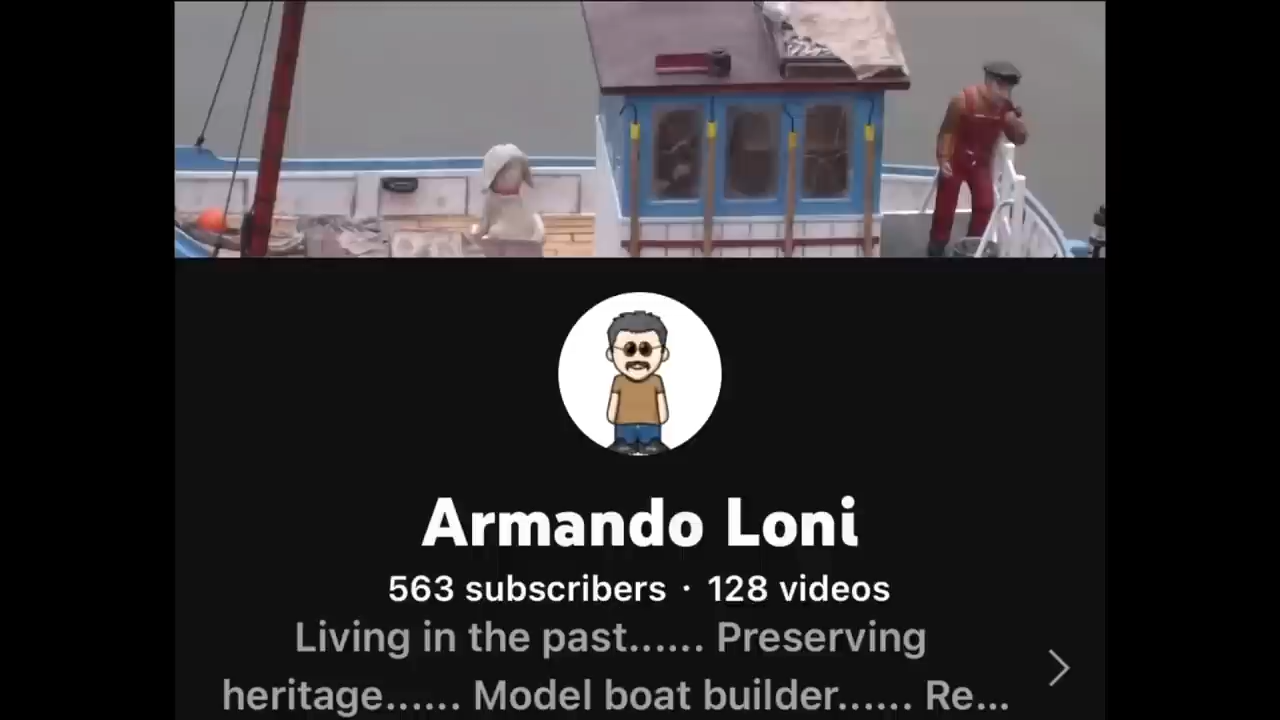 Armando Loni
563 subscribers · 128 videos
Living in the past...... Preserving
heritage...... Model boat builder...... Re...